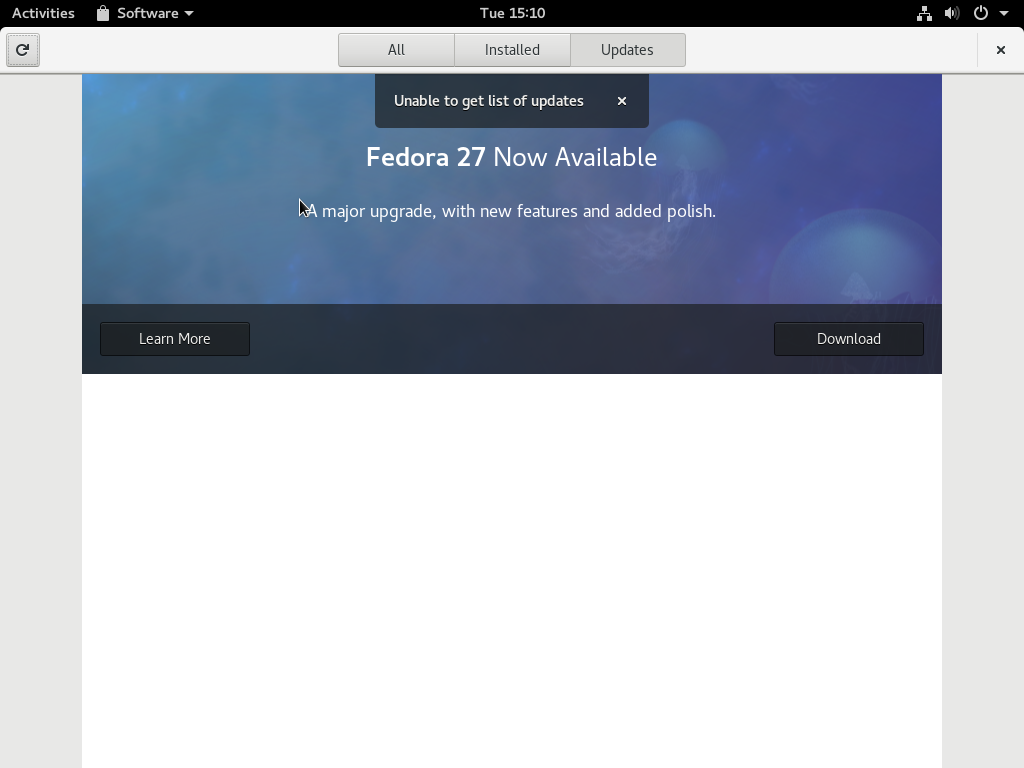 Activities Software Tue 15:10
All Installed Updates
Unable to get list of updates
Fedora 27 Now Available
A major upgrade, with new features and added polish.
Learn More Download